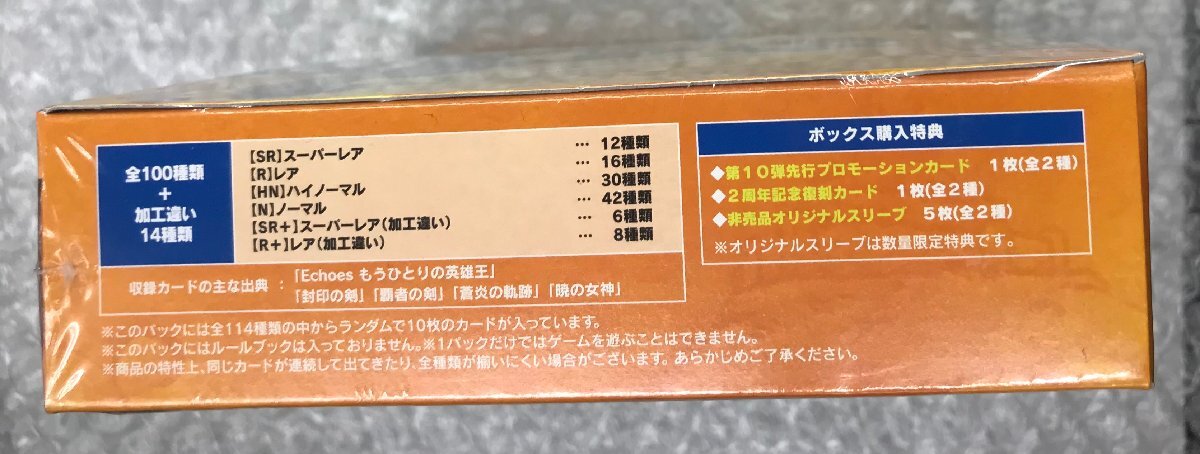 全100種類
+
加工違い
14種類
【SR】スーパーレア … 12種類
【R】レア … 16種類
【HN】ハイノーマル … 30種類
【N】ノーマル … 42種類
【SR+】スーパーレア(加工違い) … 6種類
【R+】レア(加工違い) … 8種類
収録カードの主な出典 : 「Echoes もうひとりの英雄王」
「封印の剣」「覇者の剣」「蒼炎の軌跡」「暁の女神」
※このパックには全114種類の中からランダムで10枚のカードが入っています。
※このパックにはルールブックは入っておりません。※1パックだけではゲームを遊ぶことはできません。
※商品の特性上、同じカードが連続して出てきたり、全種類が揃いにくい場合がございます。あらかじめご了承ください。
ボックス購入特典
◆第10弾先行プロモーションカード 1枚(全2種)
◆2周年記念復刻カード 1枚(全2種)
◆非売品オリジナルスリーブ 5枚(全2種)
※オリジナルスリーブは数量限定特典です。